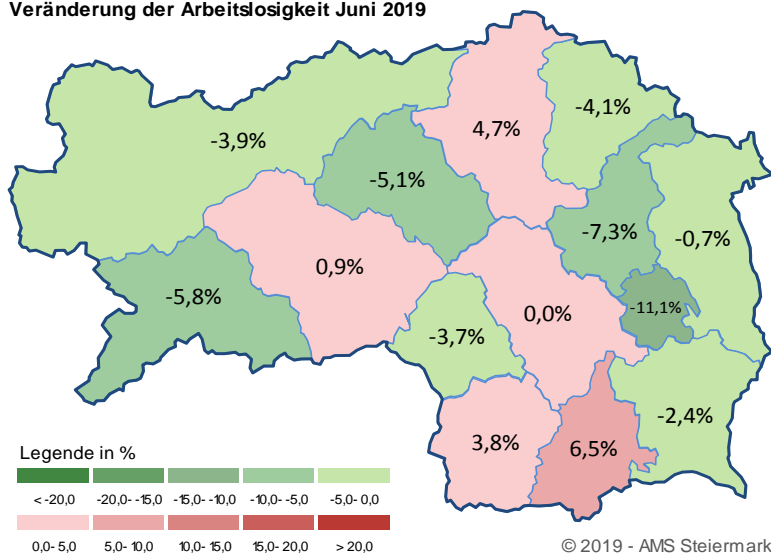 Veränderung der Arbeitslosigkeit Juni 2019
-4,1%
4,7%
-3,9%
-5,1%
-7,3%
-0,7%
0,9%
-5,8%
-11,1%
0,0%
-3,7%
-2,4%
3,8%
6,5%
Legende in %
< -20,0 -20,0- -15,0 -15,0- -10,0 -10,0- -5,0 -5,0- 0,0
0,0- 5,0 5,0- 10,0 10,0- 15,0 15,0- 20,0 > 20,0
© 2019 - AMS Steiermark